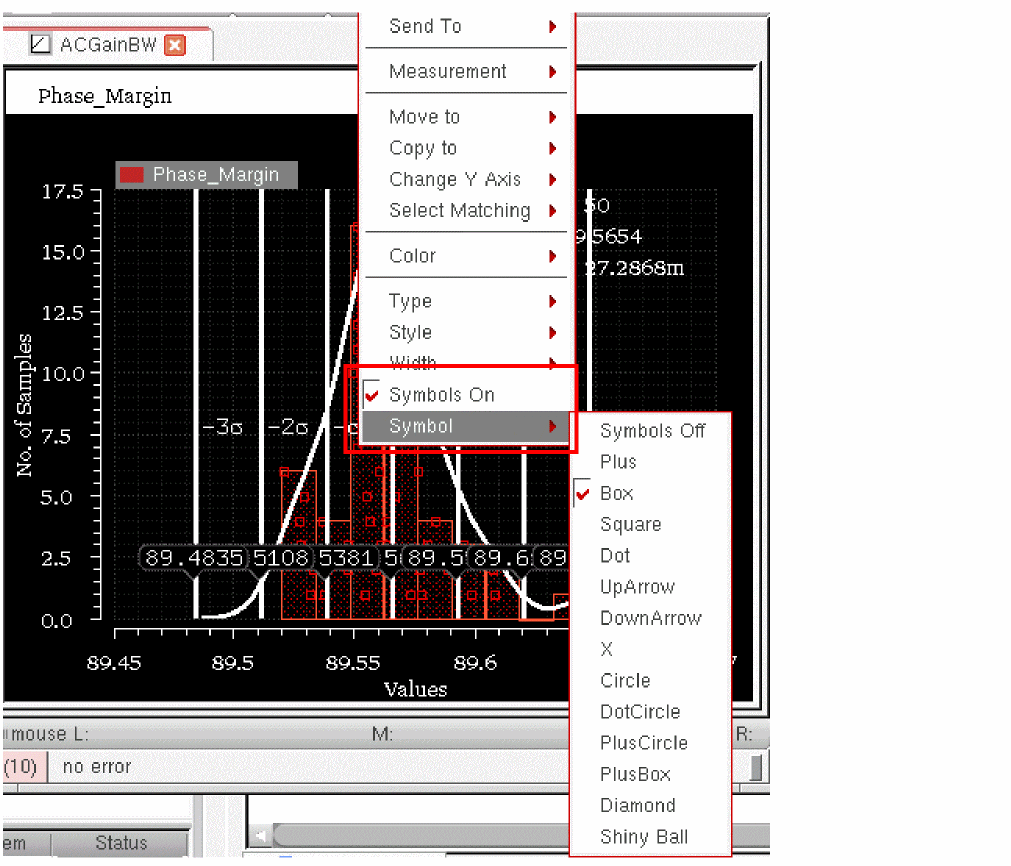 ACGainBW
Phase_Margin
Phase_Margin
17.5
15.0
12.5
10.0
7.5
5.0
2.5
0.0
No. of Samples
-3σ
-2σ
50
9.5654
27.2868m
89.4835
5108
5381
89.5
89.6
89
89.45
89.5
89.55
89.6
Values
Send To
Measurement
Move to
Copy to
Change Y Axis
Select Matching
Color
Type
Style
Width
Symbols On
Symbol
Symbols Off
Plus
Box
Square
Dot
UpArrow
DownArrow
X
Circle
DotCircle
PlusCircle
PlusBox
Diamond
Shiny Ball
mouse L:
M:
R:
(10)
no error
em
Status